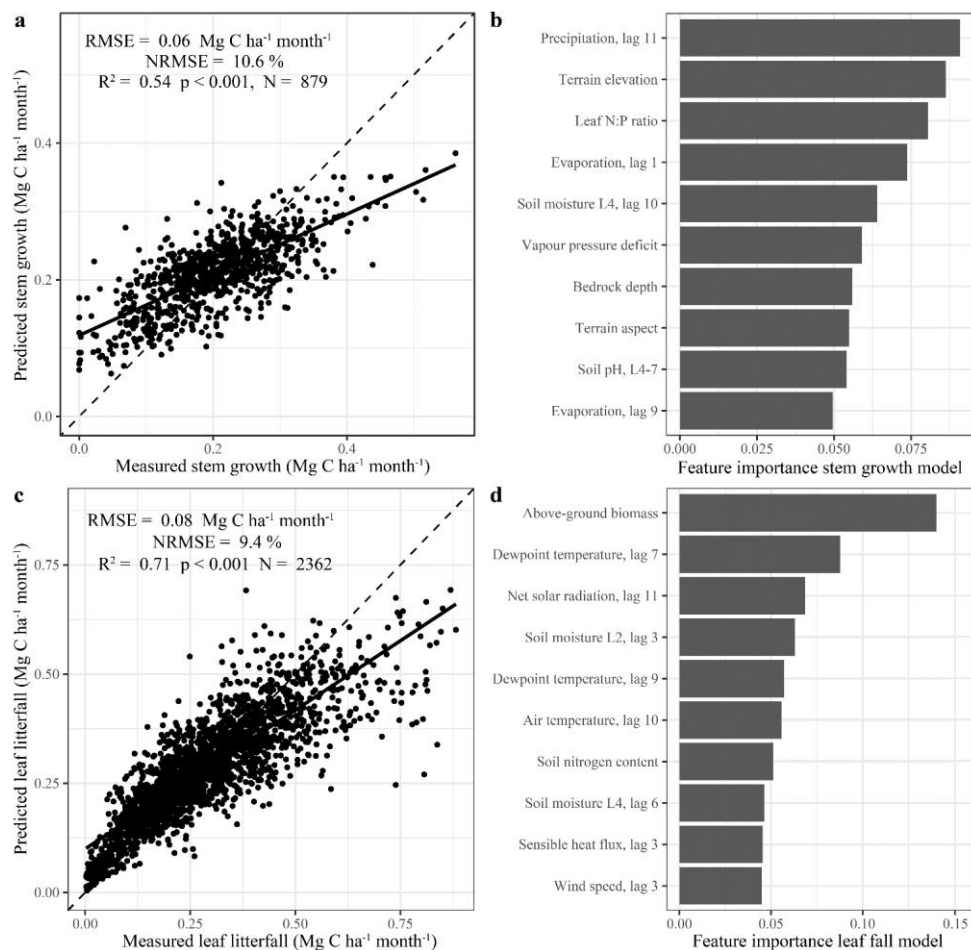 a
RMSE = 0.06 Mg C ha⁻¹ month⁻¹
NRMSE = 10.6 %
R² = 0.54 p < 0.001, N = 879
Predicted stem growth (Mg C ha⁻¹ month⁻¹)
0.4
0.2
0.0
0.0 0.2 0.4
Measured stem growth (Mg C ha⁻¹ month⁻¹)
b
Precipitation, lag 11
Terrain elevation
Leaf N:P ratio
Evaporation, lag 1
Soil moisture L4, lag 10
Vapour pressure deficit
Bedrock depth
Terrain aspect
Soil pH, L4-7
Evaporation, lag 9
0.000 0.025 0.050 0.075
Feature importance stem growth model
c
RMSE = 0.08 Mg C ha⁻¹ month⁻¹
NRMSE = 9.4 %
R² = 0.71 p < 0.001 N = 2362
Predicted leaf litterfall (Mg C ha⁻¹ month⁻¹)
0.75
0.50
0.25
0.00
0.00 0.25 0.50 0.75
Measured leaf litterfall (Mg C ha⁻¹ month⁻¹)
d
Above-ground biomass
Dewpoint temperature, lag 7
Net solar radiation, lag 11
Soil moisture L2, lag 3
Dewpoint temperature, lag 9
Air temperature, lag 10
Soil nitrogen content
Soil moisture L4, lag 6
Sensible heat flux, lag 3
Wind speed, lag 3
0.00 0.05 0.10 0.15
Feature importance leaf fall model